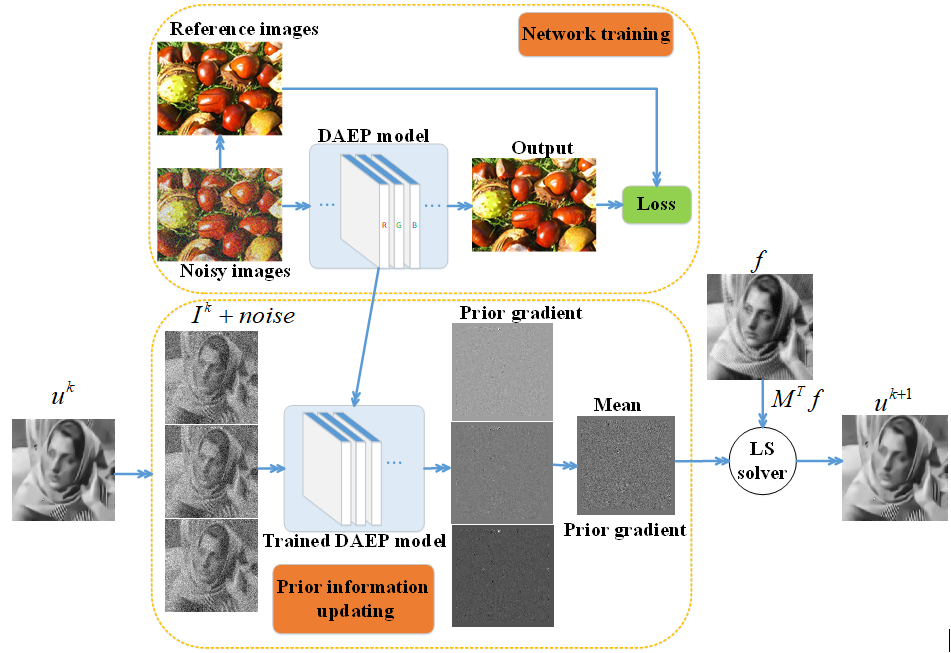 Reference images
Network training
DAEP model
Output
...
...
R G B
Loss
Noisy images
f
I^k + noise
Prior gradient
u^k
M^T f
u^{k+1}
Mean
LS
solver
...
Prior gradient
Trained DAEP model
Prior information
updating